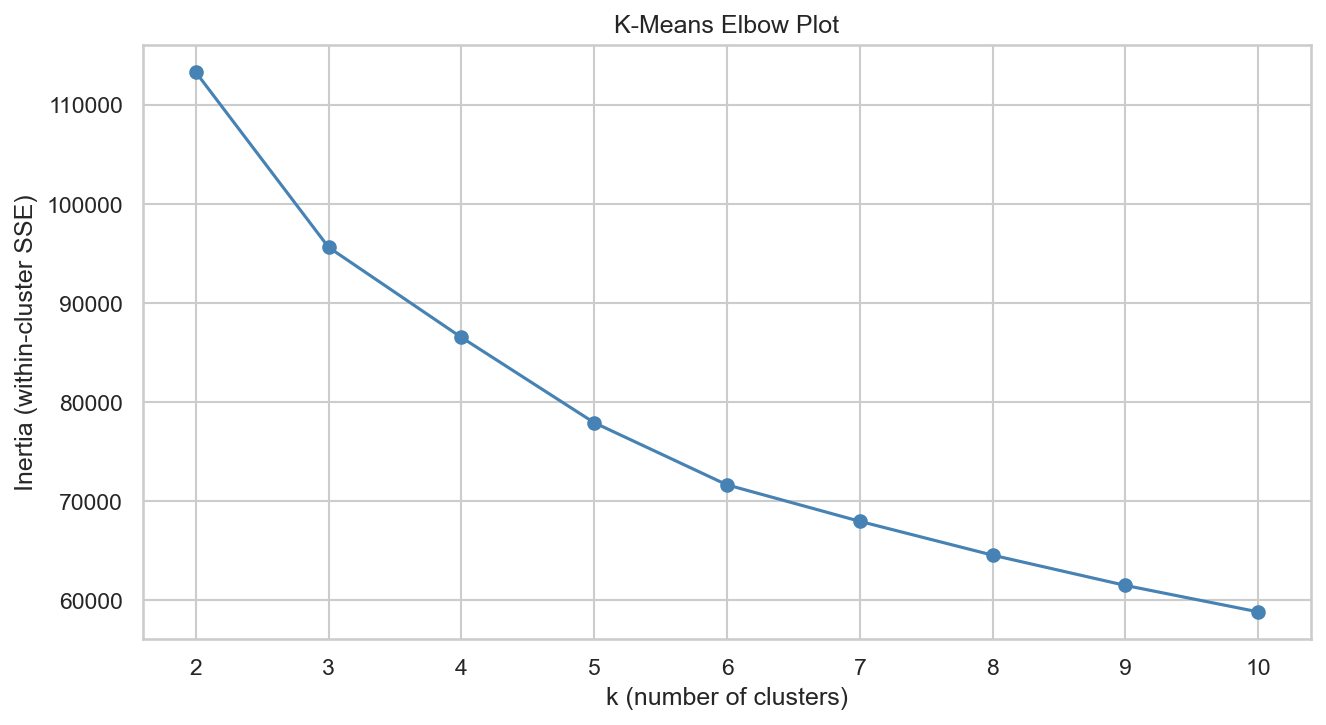 K-Means Elbow Plot
Inertia (within-cluster SSE)
110000
100000
90000
80000
70000
60000
2 3 4 5 6 7 8 9 10
k (number of clusters)